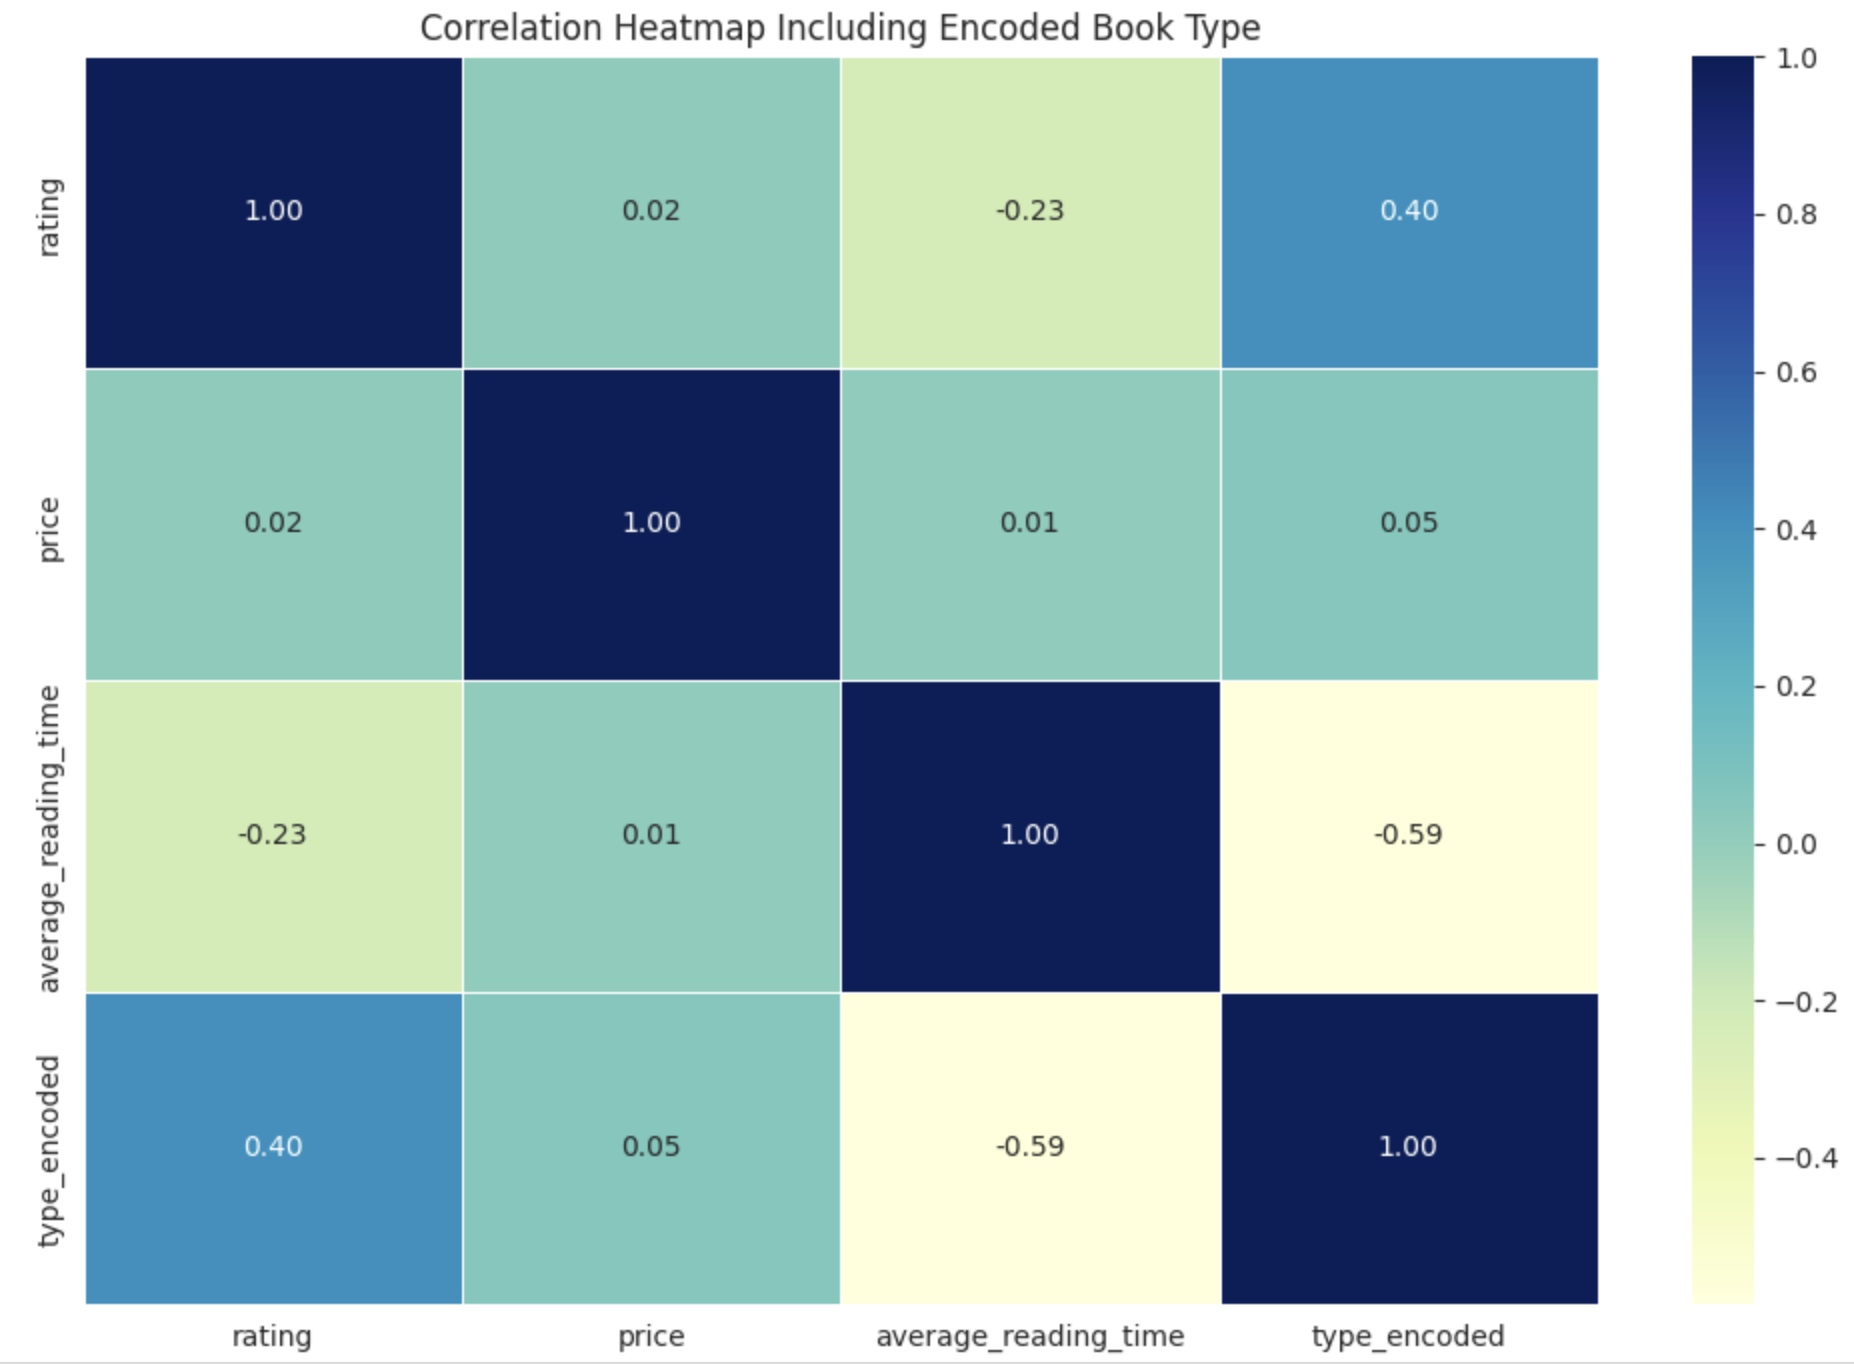 Correlation Heatmap Including Encoded Book Type
rating
1.00
0.02
-0.23
0.40
price
0.02
1.00
0.01
0.05
average_reading_time
-0.23
0.01
1.00
-0.59
type_encoded
0.40
0.05
-0.59
1.00
rating
price
average_reading_time
type_encoded
1.0
0.8
0.6
0.4
0.2
0.0
−0.2
−0.4